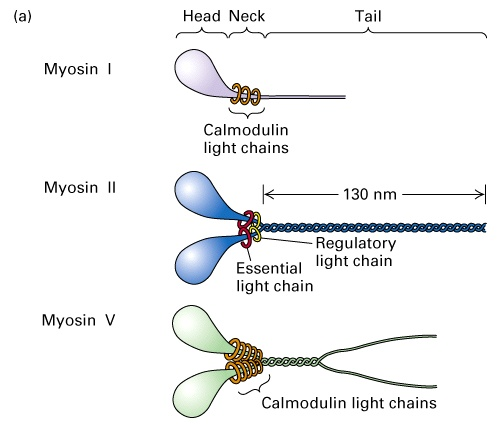 (a)
Head Neck Tail
Myosin I
Calmodulin
light chains
Myosin II
130 nm
Regulatory
light chain
Essential
light chain
Myosin V
Calmodulin light chains